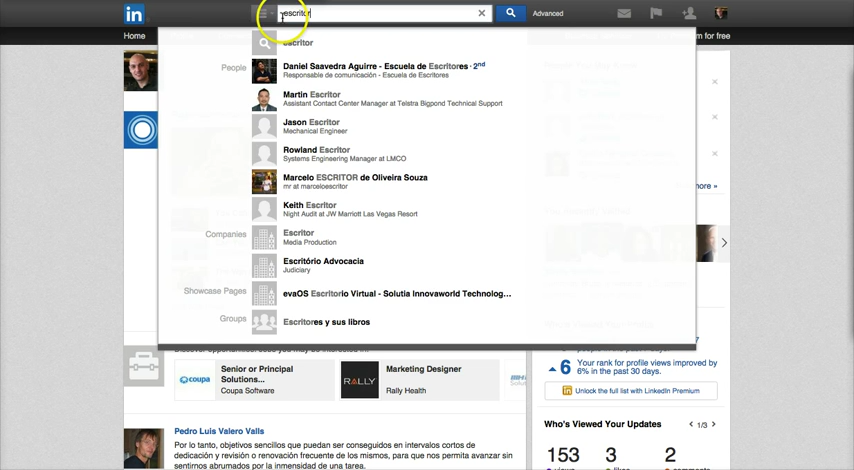 in
escritor
Advanced
Home
m for free
escritor
People
Daniel Saavedra Aguirre - Escuela de Escritores · 2nd
Responsable de comunicación - Escuela de Escritores
Martin Escritor
Assistant Contact Center Manager at Telstra Bigpond Technical Support
Jason Escritor
Mechanical Engineer
Rowland Escritor
Systems Engineering Manager at LMCO
Marcelo ESCRITOR de Oliveira Souza
mr at marceloescritor
Keith Escritor
Night Audit at JW Marriott Las Vegas Resort
Companies
Escritor
Media Production
Escritório Advocacia
Judiciary
Showcase Pages
evaOS Escritorio Virtual - Solutia Innovaworld Technolog...
Groups
Escritores y sus libros
ore »
Senior or Principal
Solutions...
Coupa Software
coupa
Marketing Designer
Rally Health
RALLY
6 Your rank for profile views improved by
6% in the past 30 days.
in Unlock the full list with LinkedIn Premium
Pedro Luis Valero Valls
Por lo tanto, objetivos sencillos que puedan ser conseguidos en intervalos cortos de
dedicación y revisión o renovación frecuente de los mismos, para que nos permita avanzar sin
sentirnos abrumados por la inmensidad de una tarea.
Who's Viewed Your Updates
1/3
153 3 2